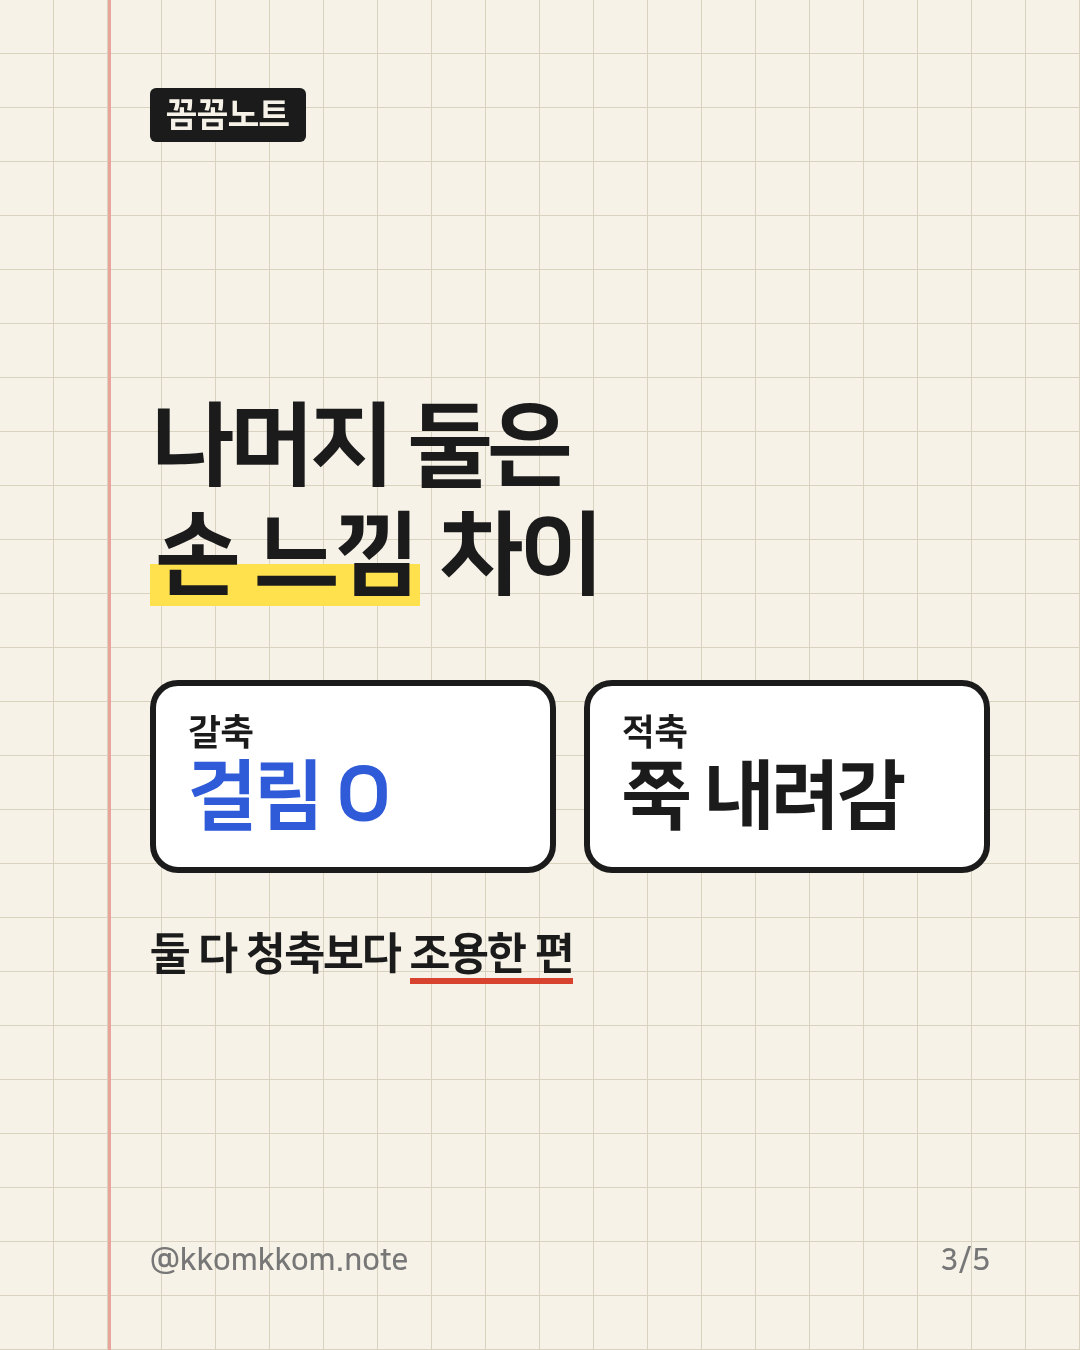 꼼꼼노트
나머지 둘은
손 느낌 차이
갈축
걸림 O
적축
쭉 내려감
둘 다 청축보다 조용한 편
@kkomkkom.note
3/5